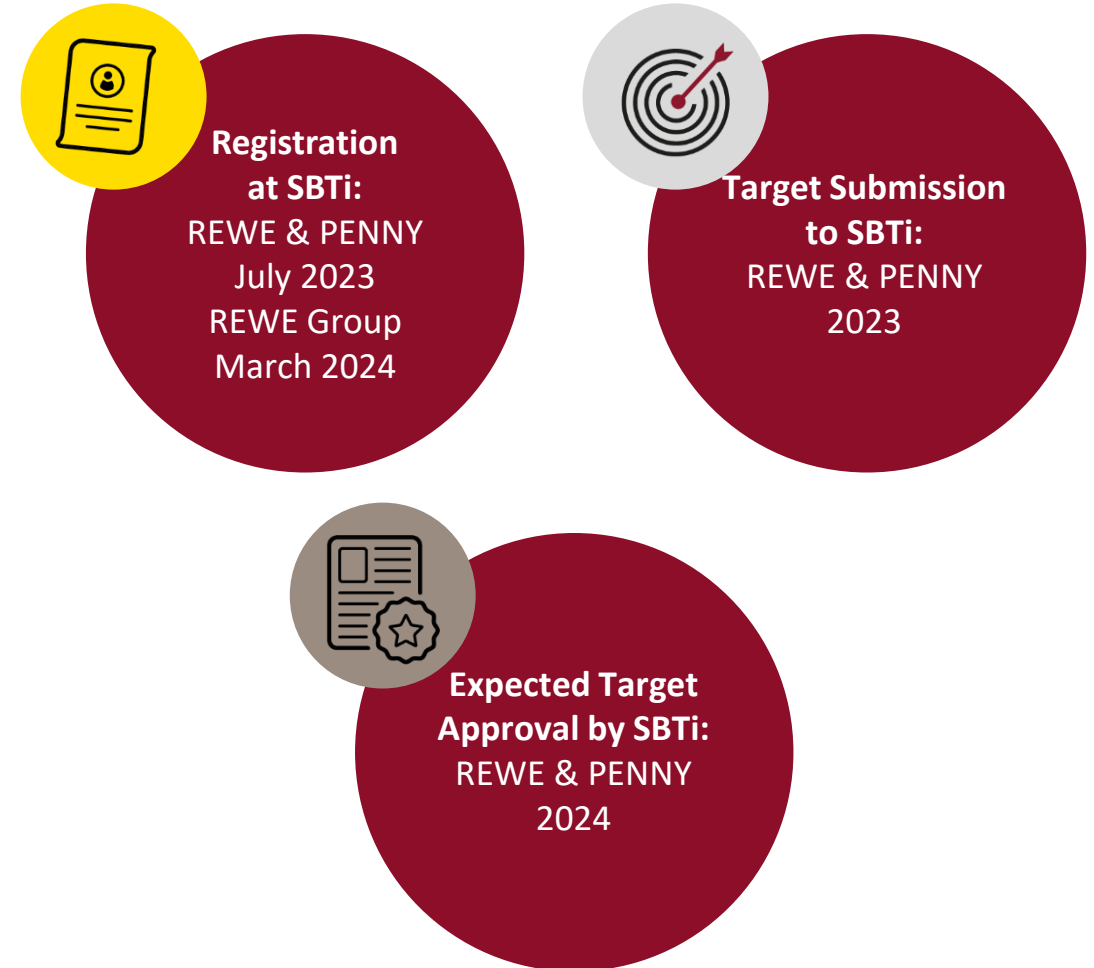 Registration
at SBTi:
REWE & PENNY
July 2023
REWE Group
March 2024
Target Submission
to SBTi:
REWE & PENNY
2023
Expected Target
Approval by SBTi:
REWE & PENNY
2024